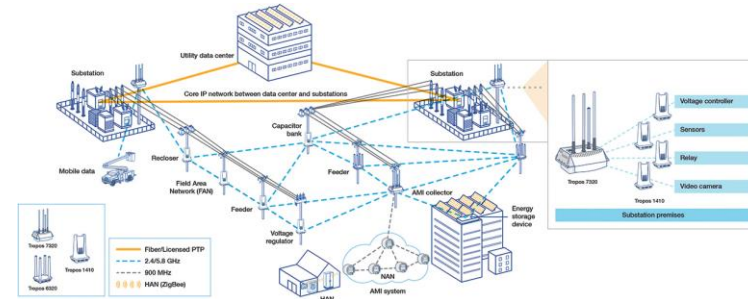 Utility data center
Substation
Core IP network between data center and substations
Substation
Mobile data
Recloser
Field Area
Network (FAN)
Feeder
Voltage
regulator
Capacitor
bank
Feeder
AMI collector
Energy
storage
device
NAN
AMI system
HAN
Tropos 7320
Tropos 1410
Tropos 6320
Fiber/Licensed PTP
2.4/5.8 GHz
900 MHz
HAN (ZigBee)
Voltage controller
Sensors
Relay
Video camera
Tropos 7320
Tropos 1410
Substation premises